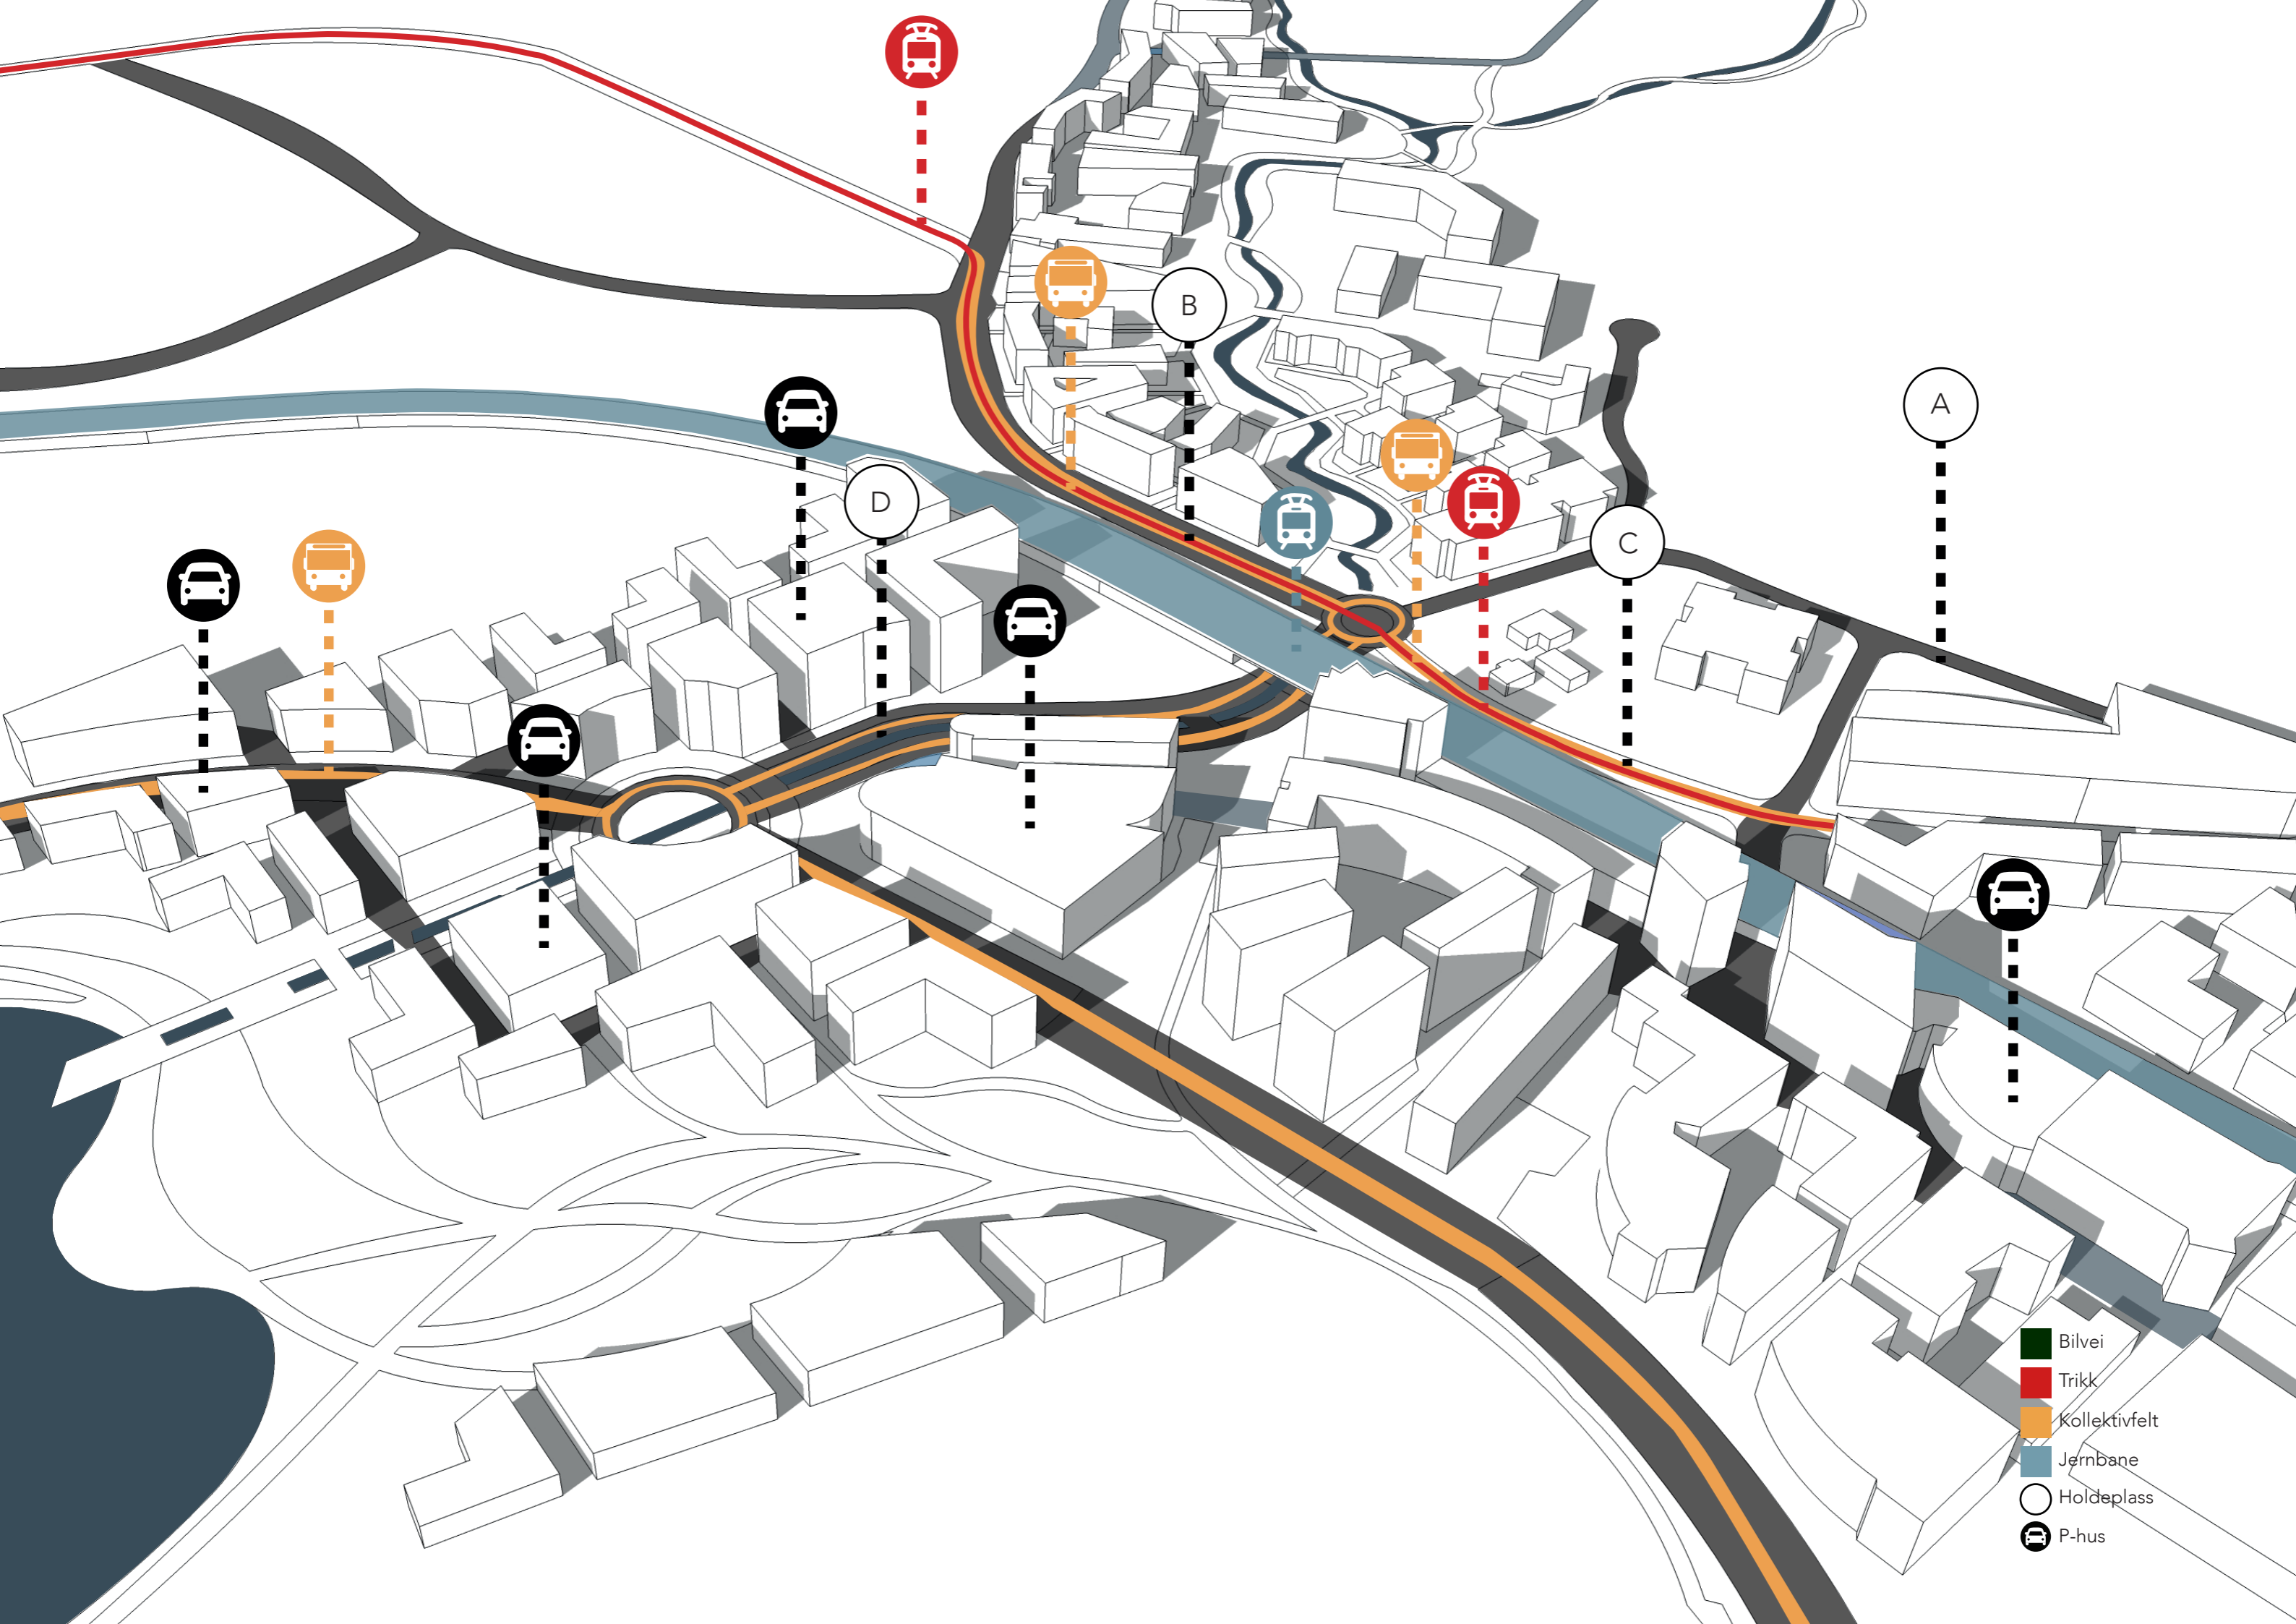 B
A
D
C
Bilvei
Trikk
Kollektivfelt
Jernbane
Holdeplass
P-hus